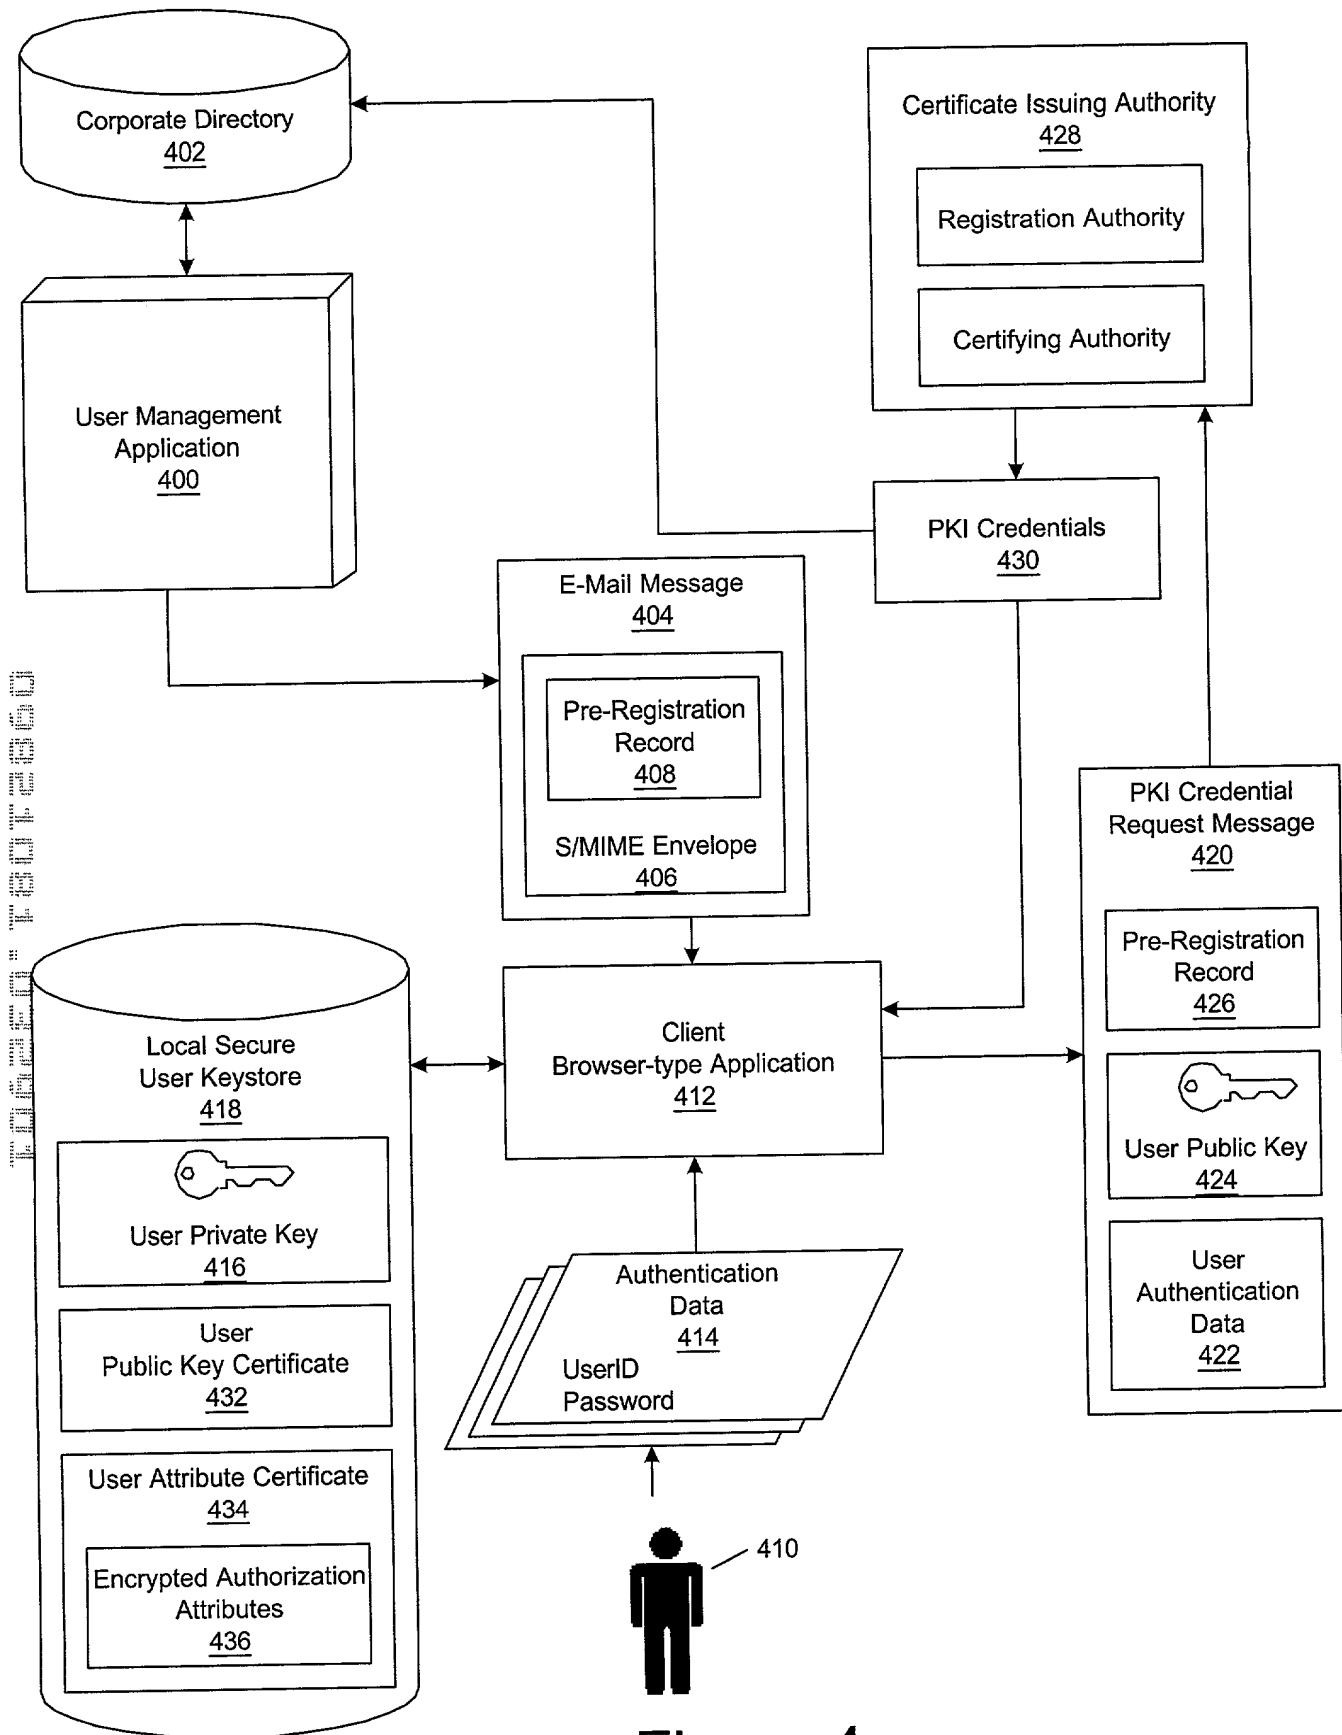 Corporate Directory
402
User Management
Application
400
Certificate Issuing Authority
428
Registration Authority
Certifying Authority
PKI Credentials
430
E-Mail Message
404
Pre-Registration
Record
408
S/MIME Envelope
406
PKI Credential
Request Message
420
Pre-Registration
Record
426
User Public Key
424
User
Authentication
Data
422
Client
Browser-type Application
412
Local Secure
User Keystore
418
User Private Key
416
User
Public Key Certificate
432
User Attribute Certificate
434
Encrypted Authorization
Attributes
436
Authentication
Data
414
UserID
Password
410